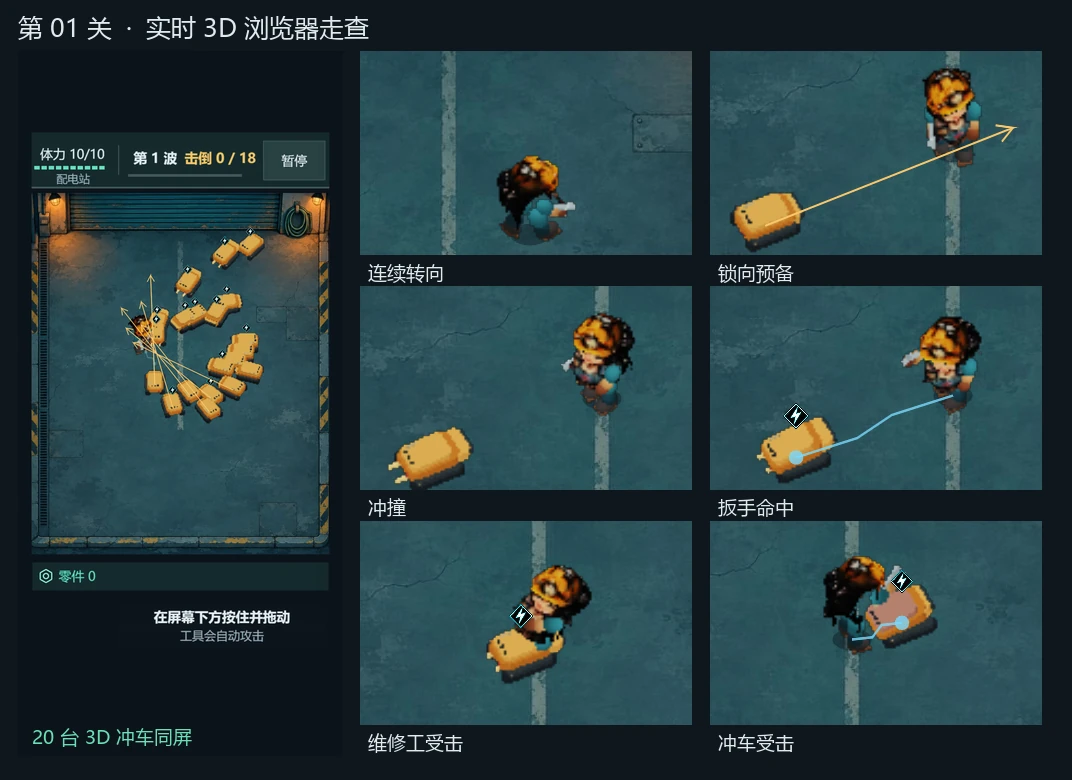 第 01 关 · 实时 3D 浏览器走查
体力 10/10
配电站
第 1 波 击倒 0 / 18
暂停
零件 0
在屏幕下方按住并拖动
工具会自动攻击
20 台 3D 冲车同屏
连续转向
锁向预备
冲撞
扳手命中
维修工受击
冲车受击